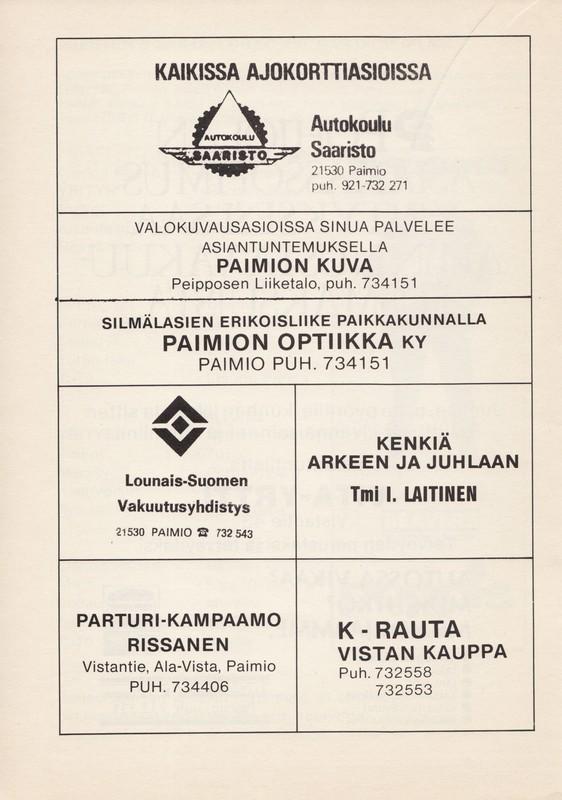 KAIKISSA AJOKORTTIASIOISSA
AUTOKOULU
SAARISTO
Autokoulu
Saaristo
21530 Paimio
puh. 921-732 271
VALOKUVAUSASIOISSA SINUA PALVELEE
ASIANTUNTEMUKSELLA
PAIMION KUVA
Peipposen Liiketalo, puh. 734151
SILMÄLASIEN ERIKOISLIIKE PAIKKAKUNNALLA
PAIMION OPTIIKKA KY
PAIMIO PUH. 734151
Lounais-Suomen
Vakuutusyhdistys
21530 PAIMIO ☎ 732 543
KENKIÄ
ARKEEN JA JUHLAAN
Tmi I. LAITINEN
PARTURI-KAMPAAMO
RISSANEN
Vistantie, Ala-Vista, Paimio
PUH. 734406
K - RAUTA
VISTAN KAUPPA
Puh. 732558
732553